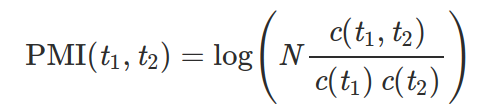 PMI(t₁, t₂) = log(N c(t₁, t₂) / c(t₁) c(t₂))